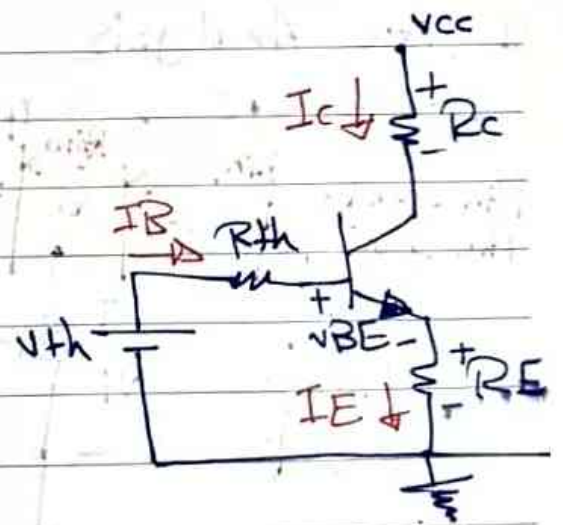 VCC
Ic
+
Rc
-
IB
Rth
+
Vth
VBE -
+
RE
IE
-